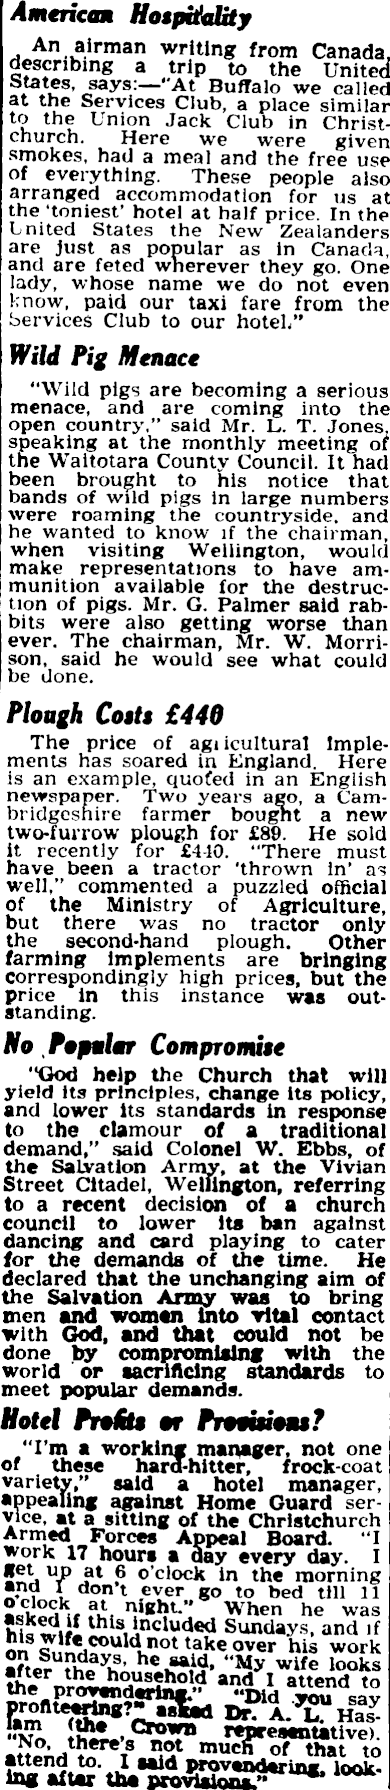 American Hospitality
An airman writing from Canada,
describing a trip to the United
States, says:—"At Buffalo we called
at the Services Club, a place similar
to the Union Jack Club in Christ-
church. Here we were given
smokes, had a meal and the free use
of everything. These people also
arranged accommodation for us at
the 'toniest' hotel at half price. In the
United States the New Zealanders
are just as popular as in Canada,
and are feted wherever they go. One
lady, whose name we do not even
know, paid our taxi fare from the
Services Club to our hotel."
Wild Pig Menace
"Wild pigs are becoming a serious
menace, and are coming into the
open country," said Mr. L. T. Jones,
speaking at the monthly meeting of
the Waitotara County Council. It had
been brought to his notice that
bands of wild pigs in large numbers
were roaming the countryside, and
he wanted to know if the chairman,
when visiting Wellington, would
make representations to have am-
munition available for the destruc-
tion of pigs. Mr. G. Palmer said rab-
bits were also getting worse than
ever. The chairman, Mr. W. Morri-
son, said he would see what could
be done.
Plough Costs £440
The price of agricultural imple-
ments has soared in England. Here
is an example, quoted in an English
newspaper. Two years ago, a Cam-
bridgeshire farmer bought a new
two-furrow plough for £89. He sold
it recently for £440. "There must
have been a tractor 'thrown in' as
well," commented a puzzled official
of the Ministry of Agriculture,
but there was no tractor only
the second-hand plough. Other
farming implements are bringing
correspondingly high prices, but the
price in this instance was out-
standing.
No Popular Compromise
"God help the Church that will
yield its principles, change its policy,
and lower its standards in response
to the clamour of a traditional
demand," said Colonel W. Ebbs, of
the Salvation Army, at the Vivian
Street Citadel, Wellington, referring
to a recent decision of a church
council to lower its ban against
dancing and card playing to cater
for the demands of the time. He
declared that the unchanging aim of
the Salvation Army was to bring
men and women into vital contact
with God, and that could not be
done by compromising with the
world or sacrificing standards to
meet popular demands.
Hotel Profits or Provisions?
"I'm a working manager, not one
of these hard-hitter, frock-coat
variety," said a hotel manager,
appealing against Home Guard ser-
vice, at a sitting of the Christchurch
Armed Forces Appeal Board. "I
work 17 hours a day every day. I
get up at 6 o'clock in the morning
and I don't ever go to bed till 11
o'clock at night." When he was
asked if this included Sundays, and if
his wife could not take over his work
on Sundays, he said, "My wife looks
after the household and I attend to
the provendering." "Did you say
profiteering?" asked Dr. A. L. Has-
lam (the Crown representative).
"No, there's not much of that to
attend to. I said provendering, look-
ing after the provisions."